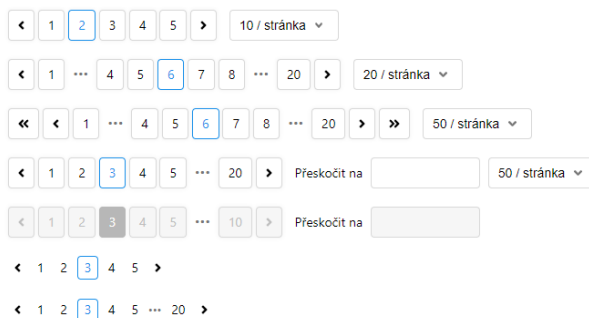 1 2 3 4 5 10 / stránka
1 ••• 4 5 6 7 8 ••• 20 20 / stránka
1 ••• 4 5 6 7 8 ••• 20 50 / stránka
1 2 3 4 5 ••• 20 Přeskočit na 50 / stránka
1 2 3 4 5 ••• 10 Přeskočit na
1 2 3 4 5
1 2 3 4 5 ••• 20